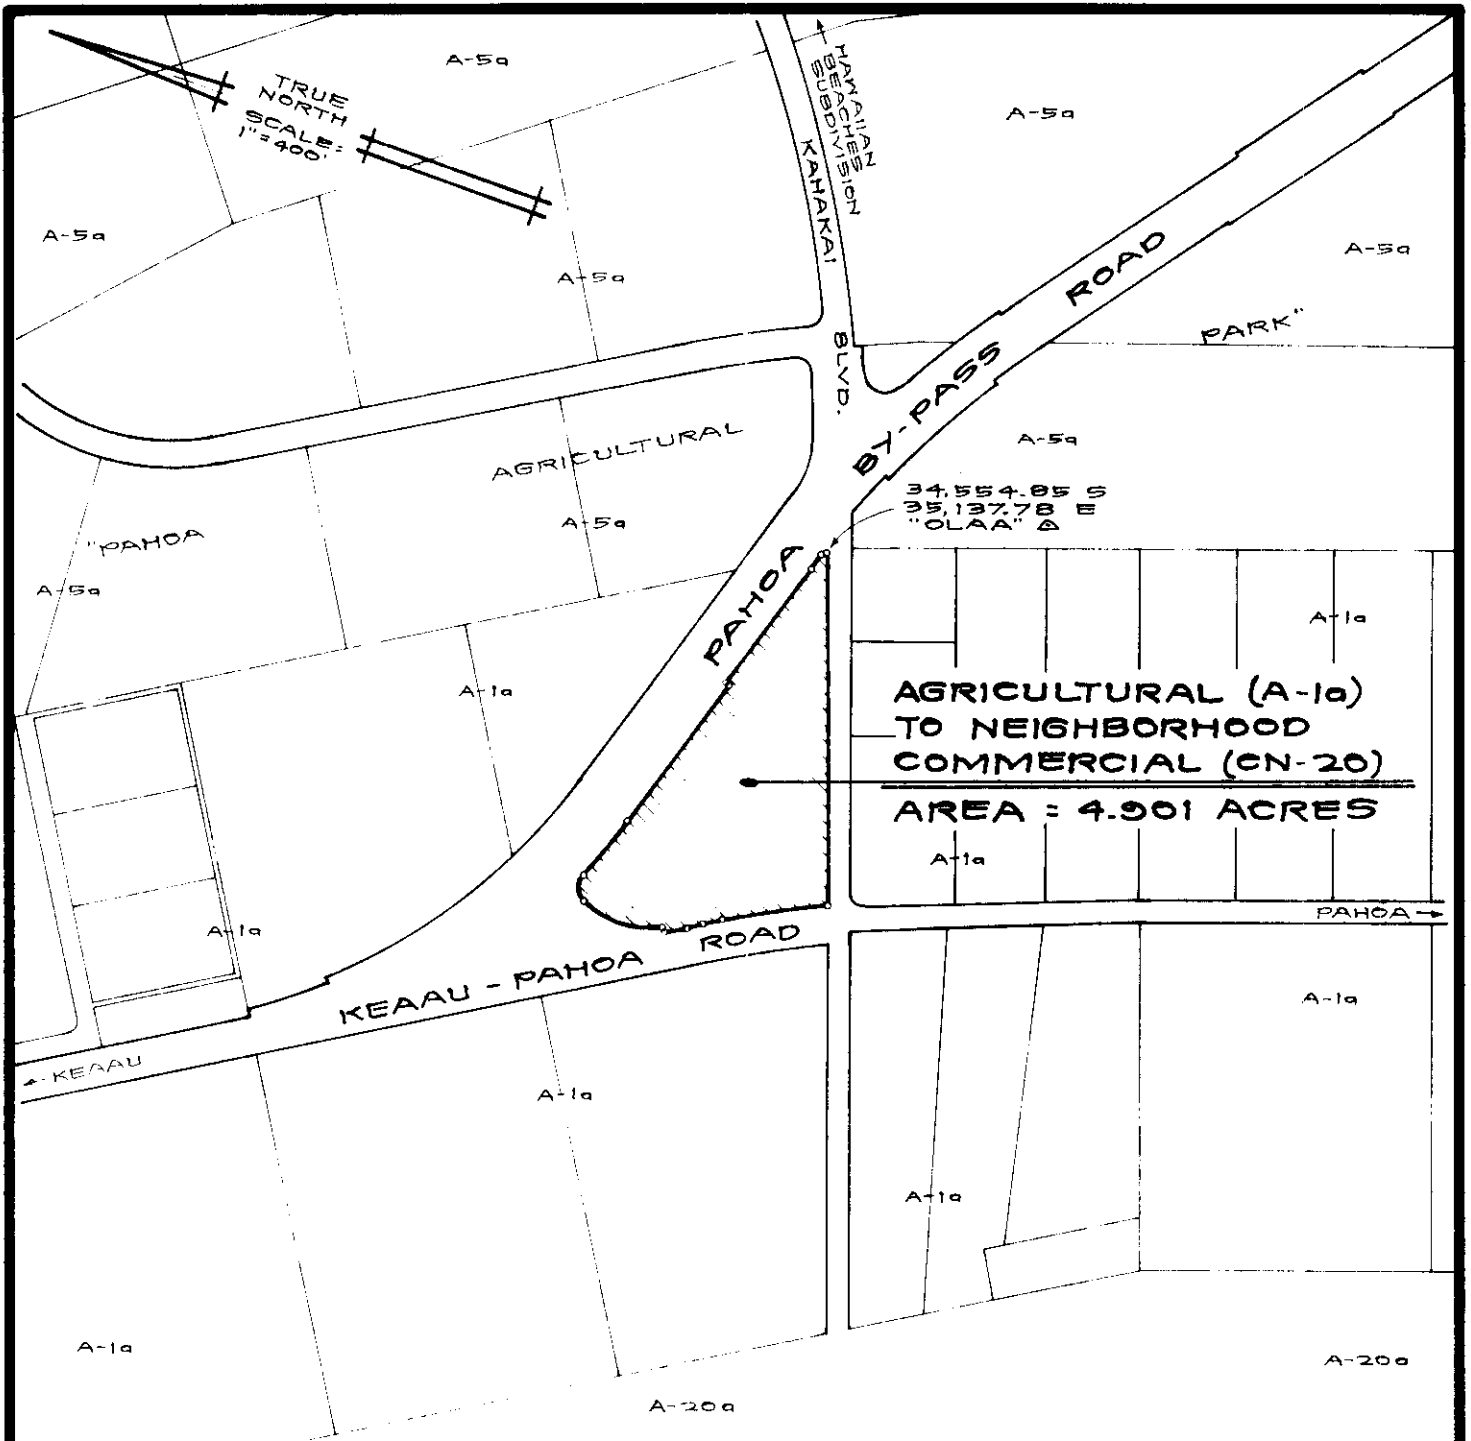 A-5a
TRUE
NORTH
SCALE:
1"=400'
HAWAIIAN
BEACHES
SUBDIVISION
A-5a
KAHAKAI
BLVD.
A-5a
A-5a
A-5a
PARK"
PAHOA BY-PASS ROAD
A-5a
AGRICULTURAL
34,554.85 S
35,137.78 E
"OLAA" △
A-5a
"PAHOA
A-5a
A-1a
A-1a
AGRICULTURAL (A-1a)
TO NEIGHBORHOOD
COMMERCIAL (CN-20)
AREA = 4.901 ACRES
A-1a
A-1a
PAHOA →
KEAAU - PAHOA ROAD
A-1a
← KEAAU
A-1a
A-1a
A-1a
A-20a
A-20a